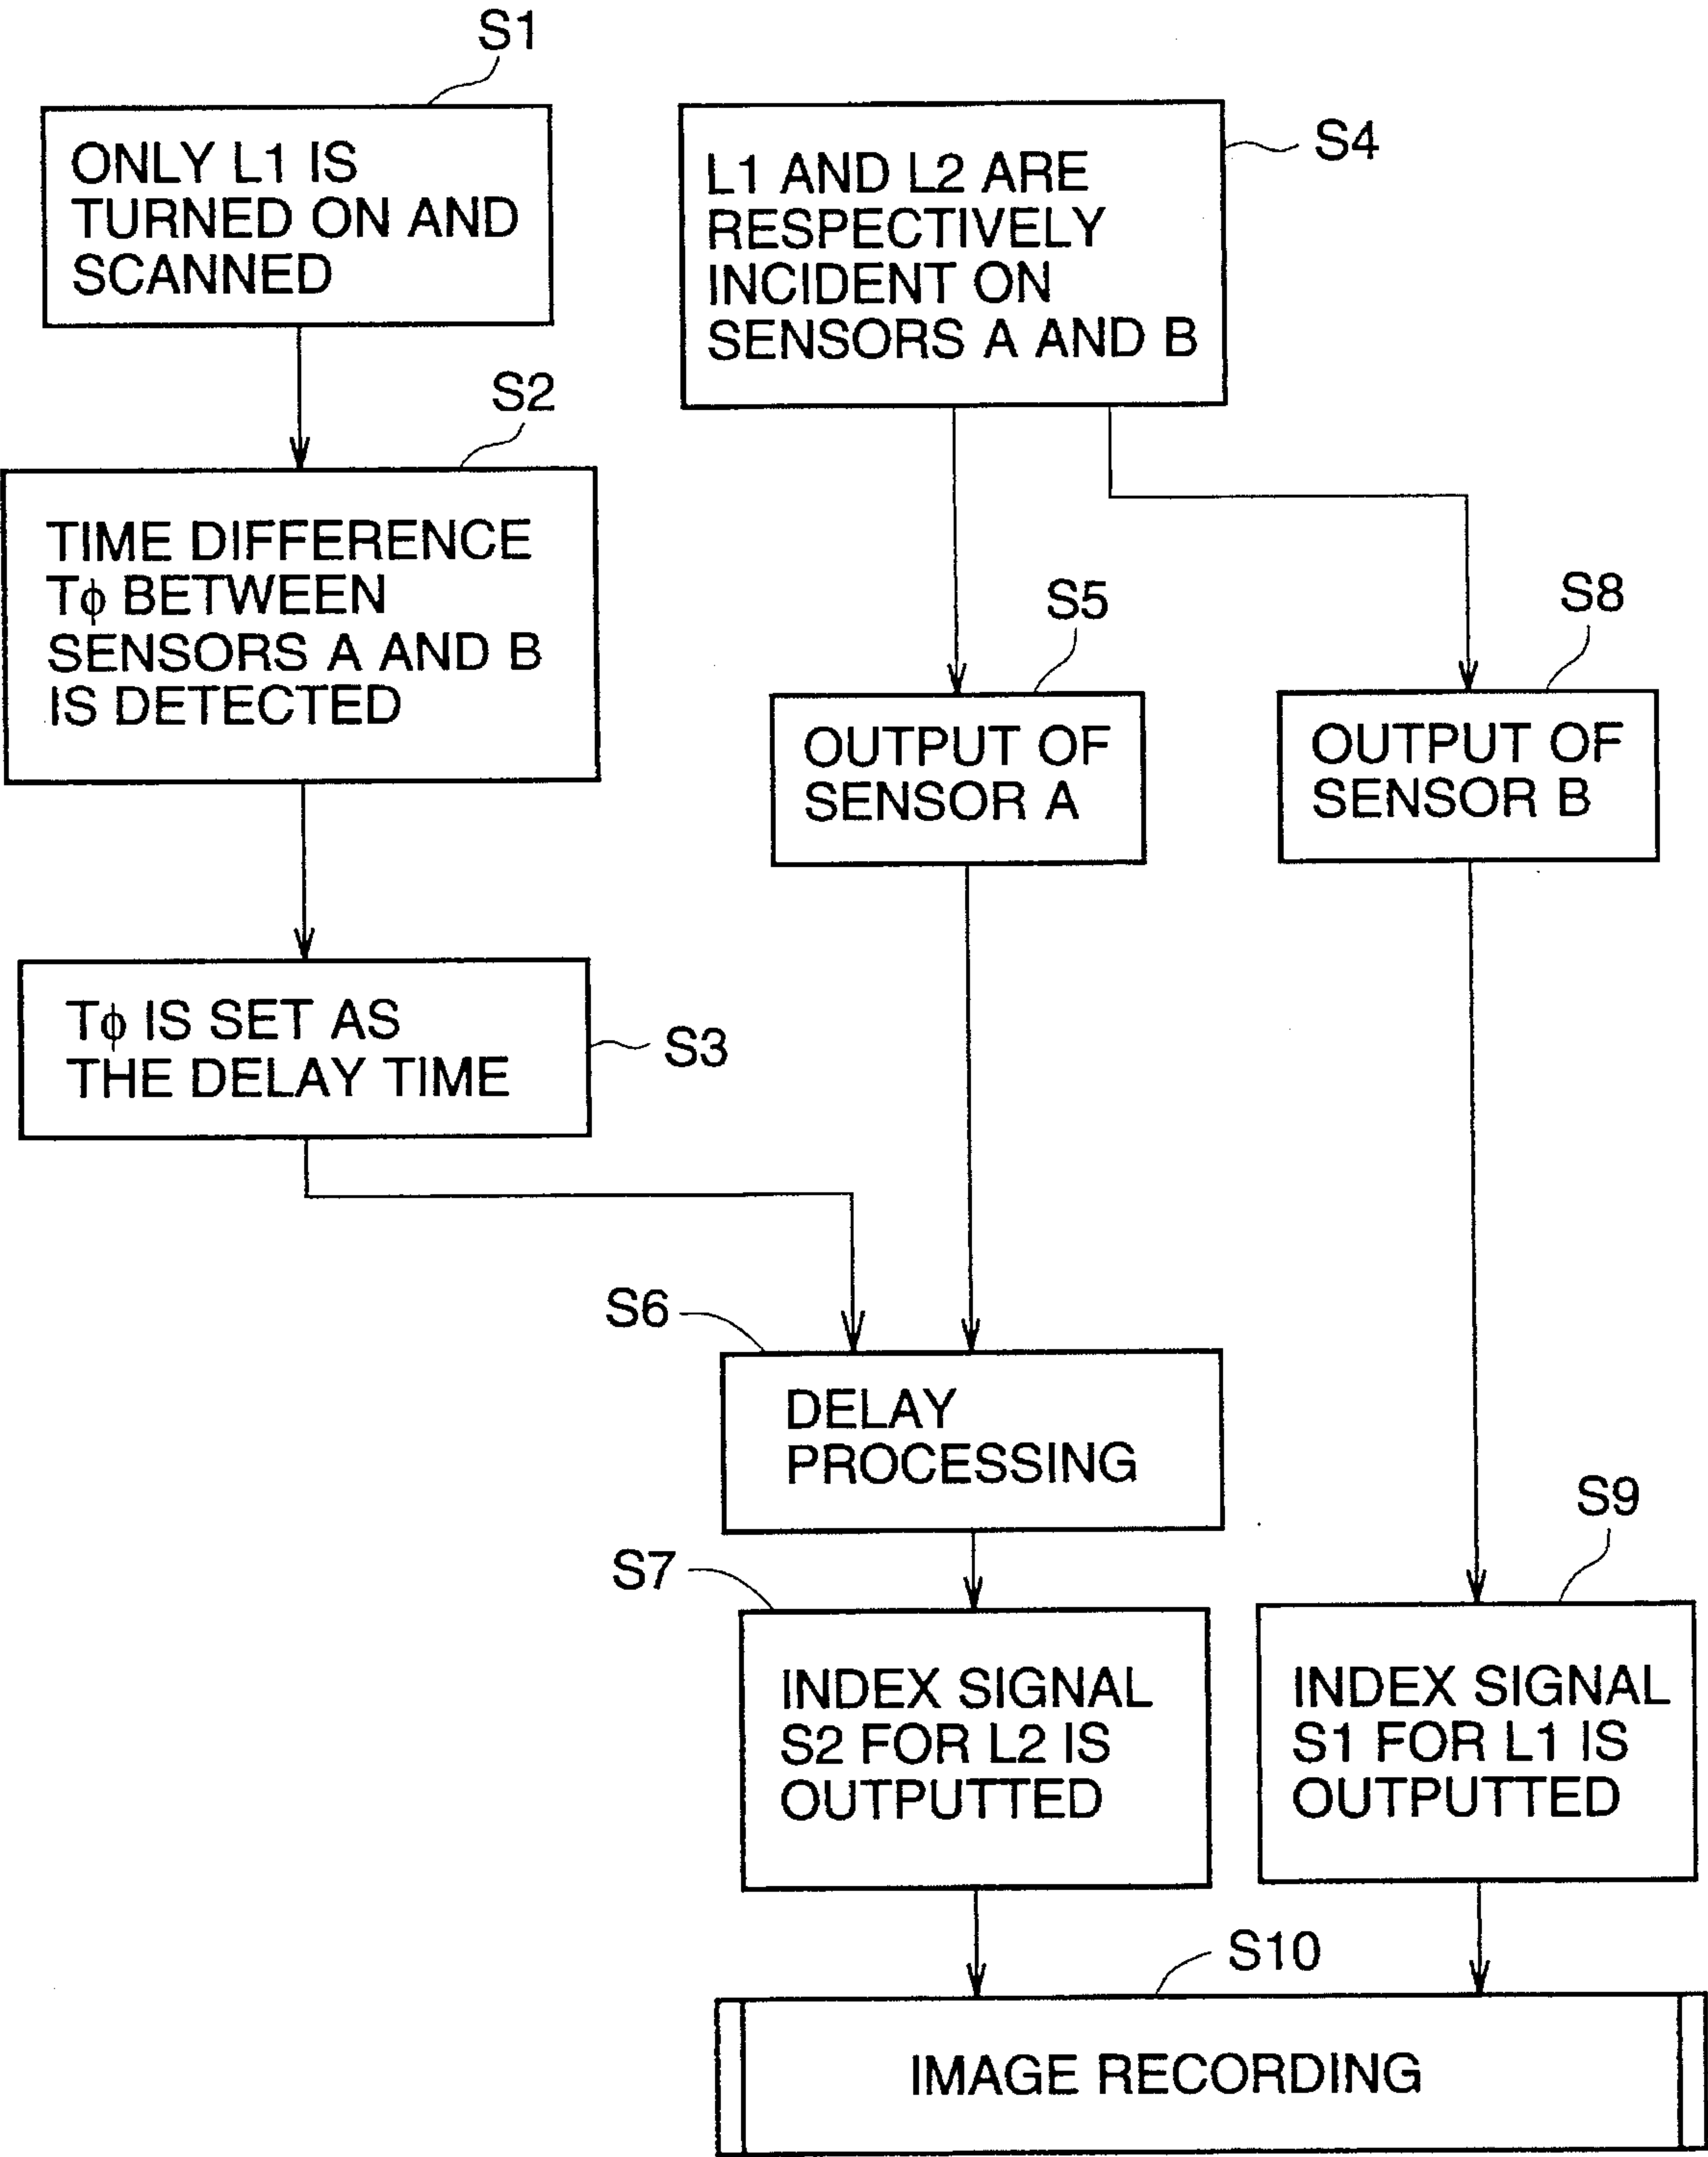 S1
ONLY L1 IS
TURNED ON AND
SCANNED
S2
TIME DIFFERENCE
Tϕ BETWEEN
SENSORS A AND B
IS DETECTED
Tϕ IS SET AS
THE DELAY TIME
S3
S4
L1 AND L2 ARE
RESPECTIVELY
INCIDENT ON
SENSORS A AND B
S5
OUTPUT OF
SENSOR A
S8
OUTPUT OF
SENSOR B
S6
DELAY
PROCESSING
S7
INDEX SIGNAL
S2 FOR L2 IS
OUTPUTTED
S9
INDEX SIGNAL
S1 FOR L1 IS
OUTPUTTED
S10
IMAGE RECORDING